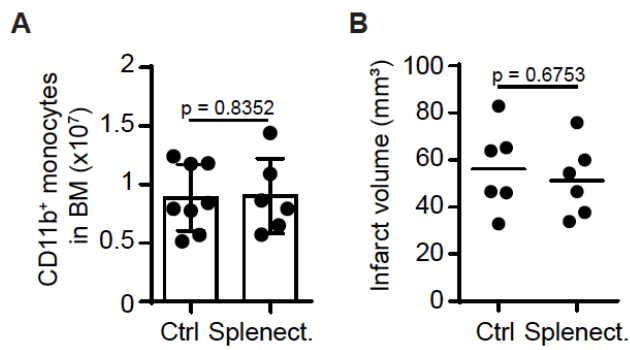 A
CD11b⁺ monocytes
in BM (x10⁷)
2
1.5
1
0.5
0
p = 0.8352
Ctrl Splenect.
B
Infarct volume (mm³)
100
80
60
40
20
0
p = 0.6753
Ctrl Splenect.